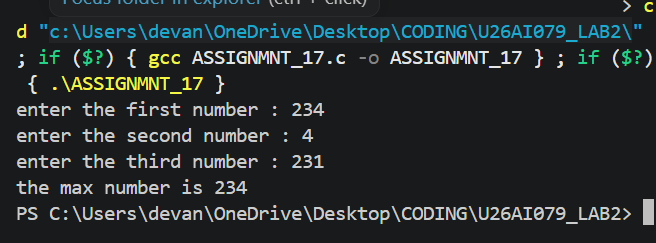 Focus folder in explorer (ctrl + click)
> c
d "c:\Users\devan\OneDrive\Desktop\CODING\U26AI079_LAB2\"
; if ($?) { gcc ASSIGNMNT_17.c -o ASSIGNMNT_17 } ; if ($?)
{ .\ASSIGNMNT_17 }
enter the first number : 234
enter the second number : 4
enter the third number : 231
the max number is 234
PS C:\Users\devan\OneDrive\Desktop\CODING\U26AI079_LAB2>